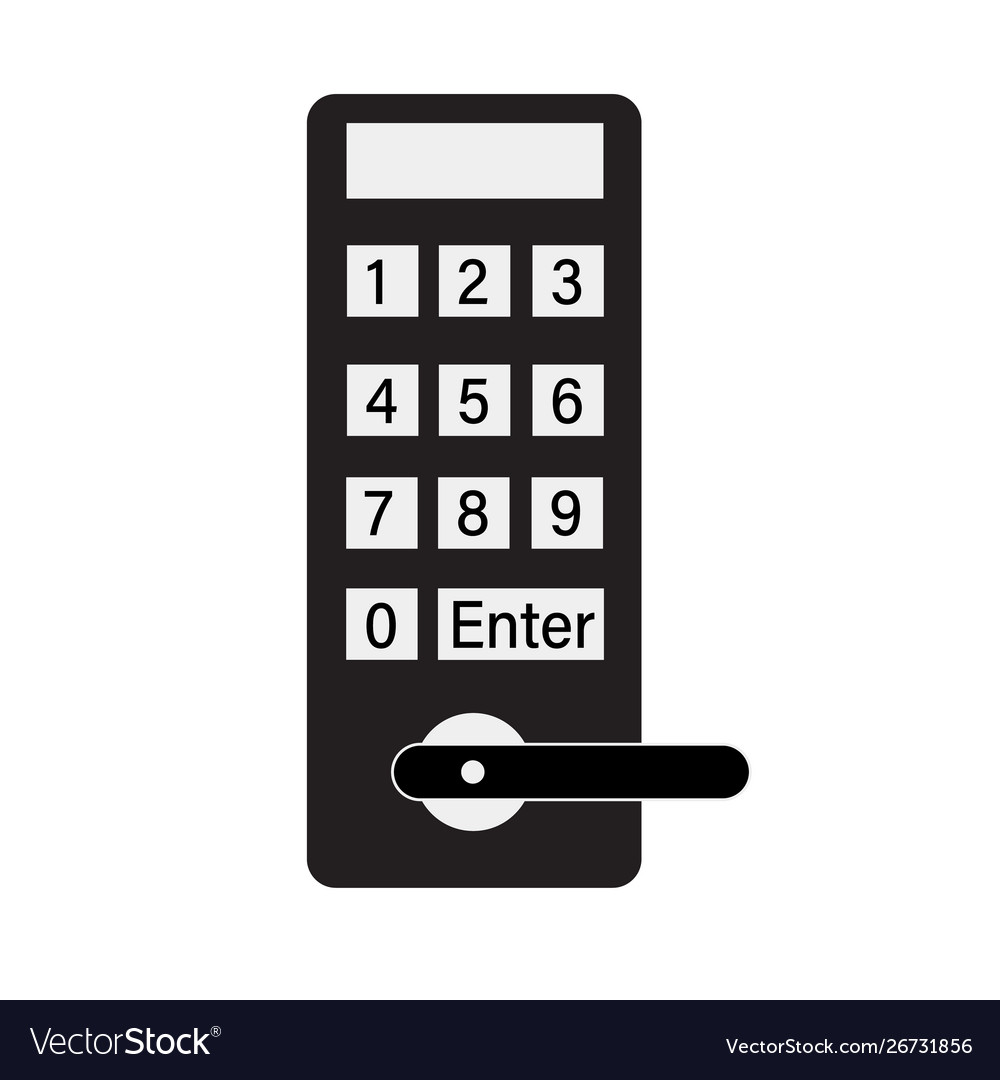 1 2 3
4 5 6
7 8 9
0 Enter
VectorStock®
VectorStock.com/26731856